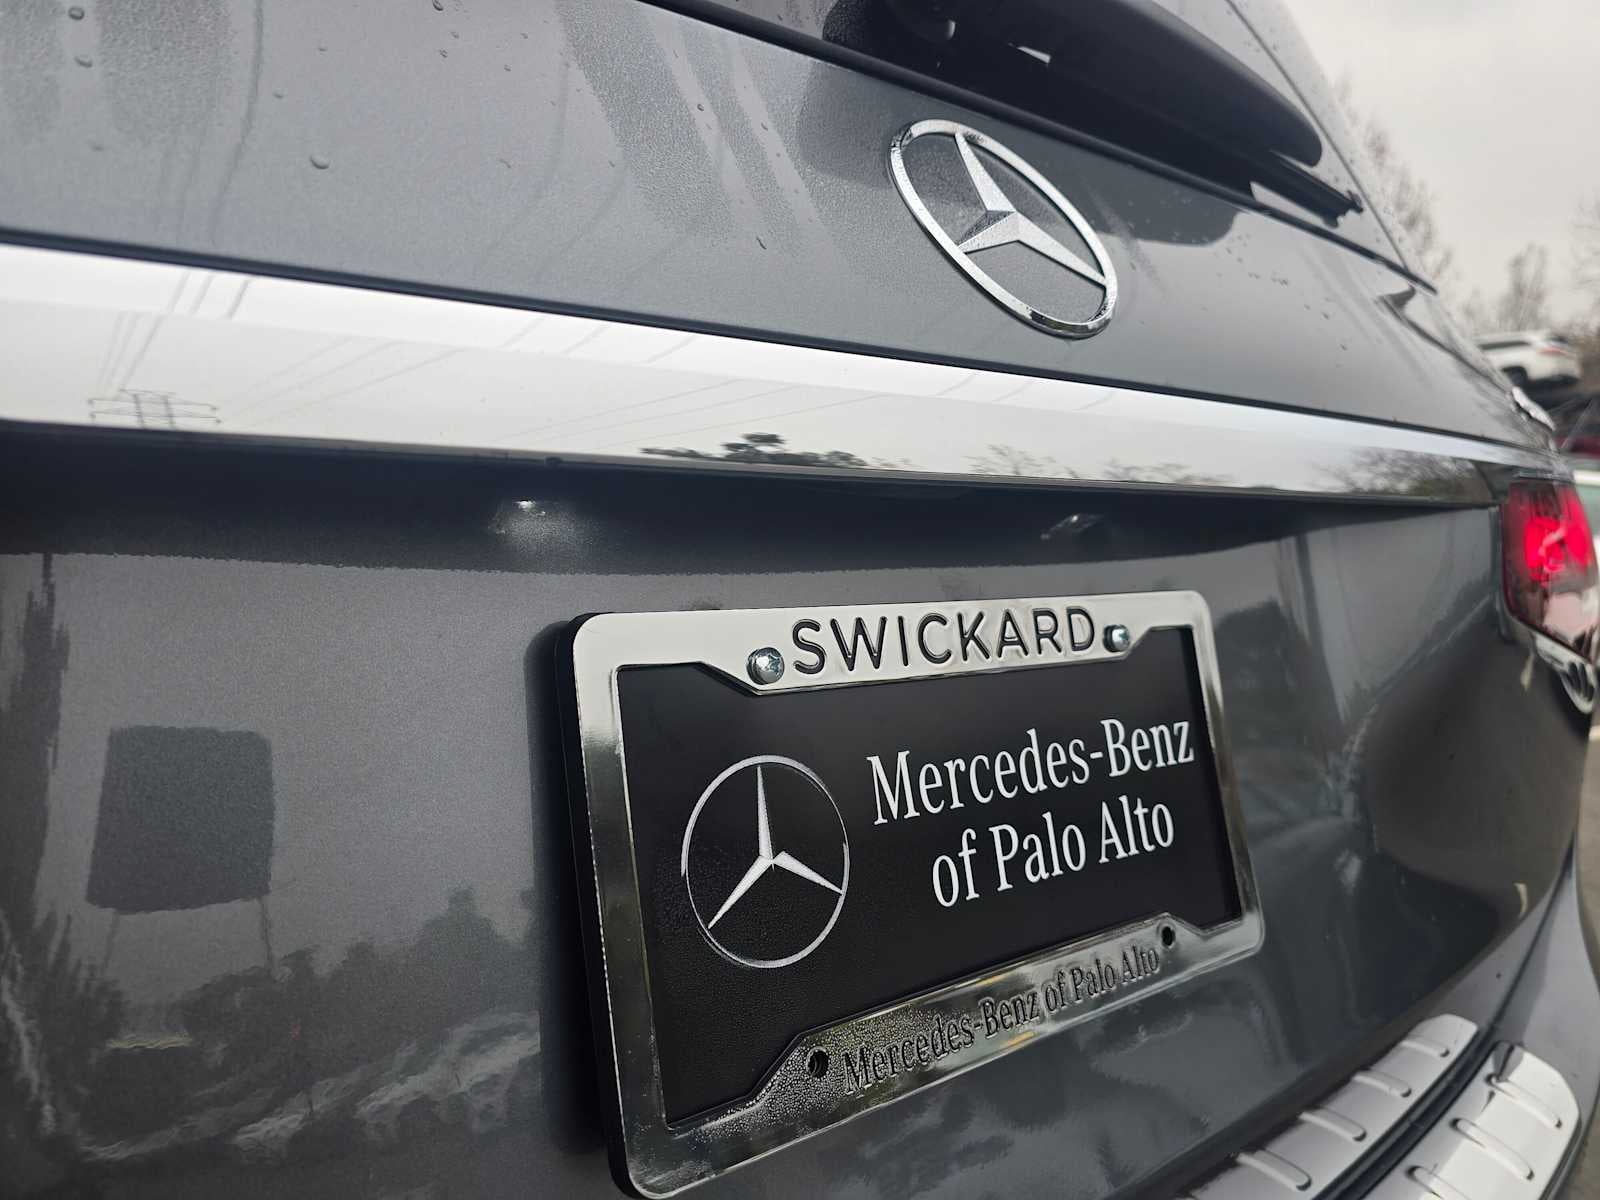 SWICKARD
Mercedes-Benz
of Palo Alto
Mercedes-Benz of Palo Alto